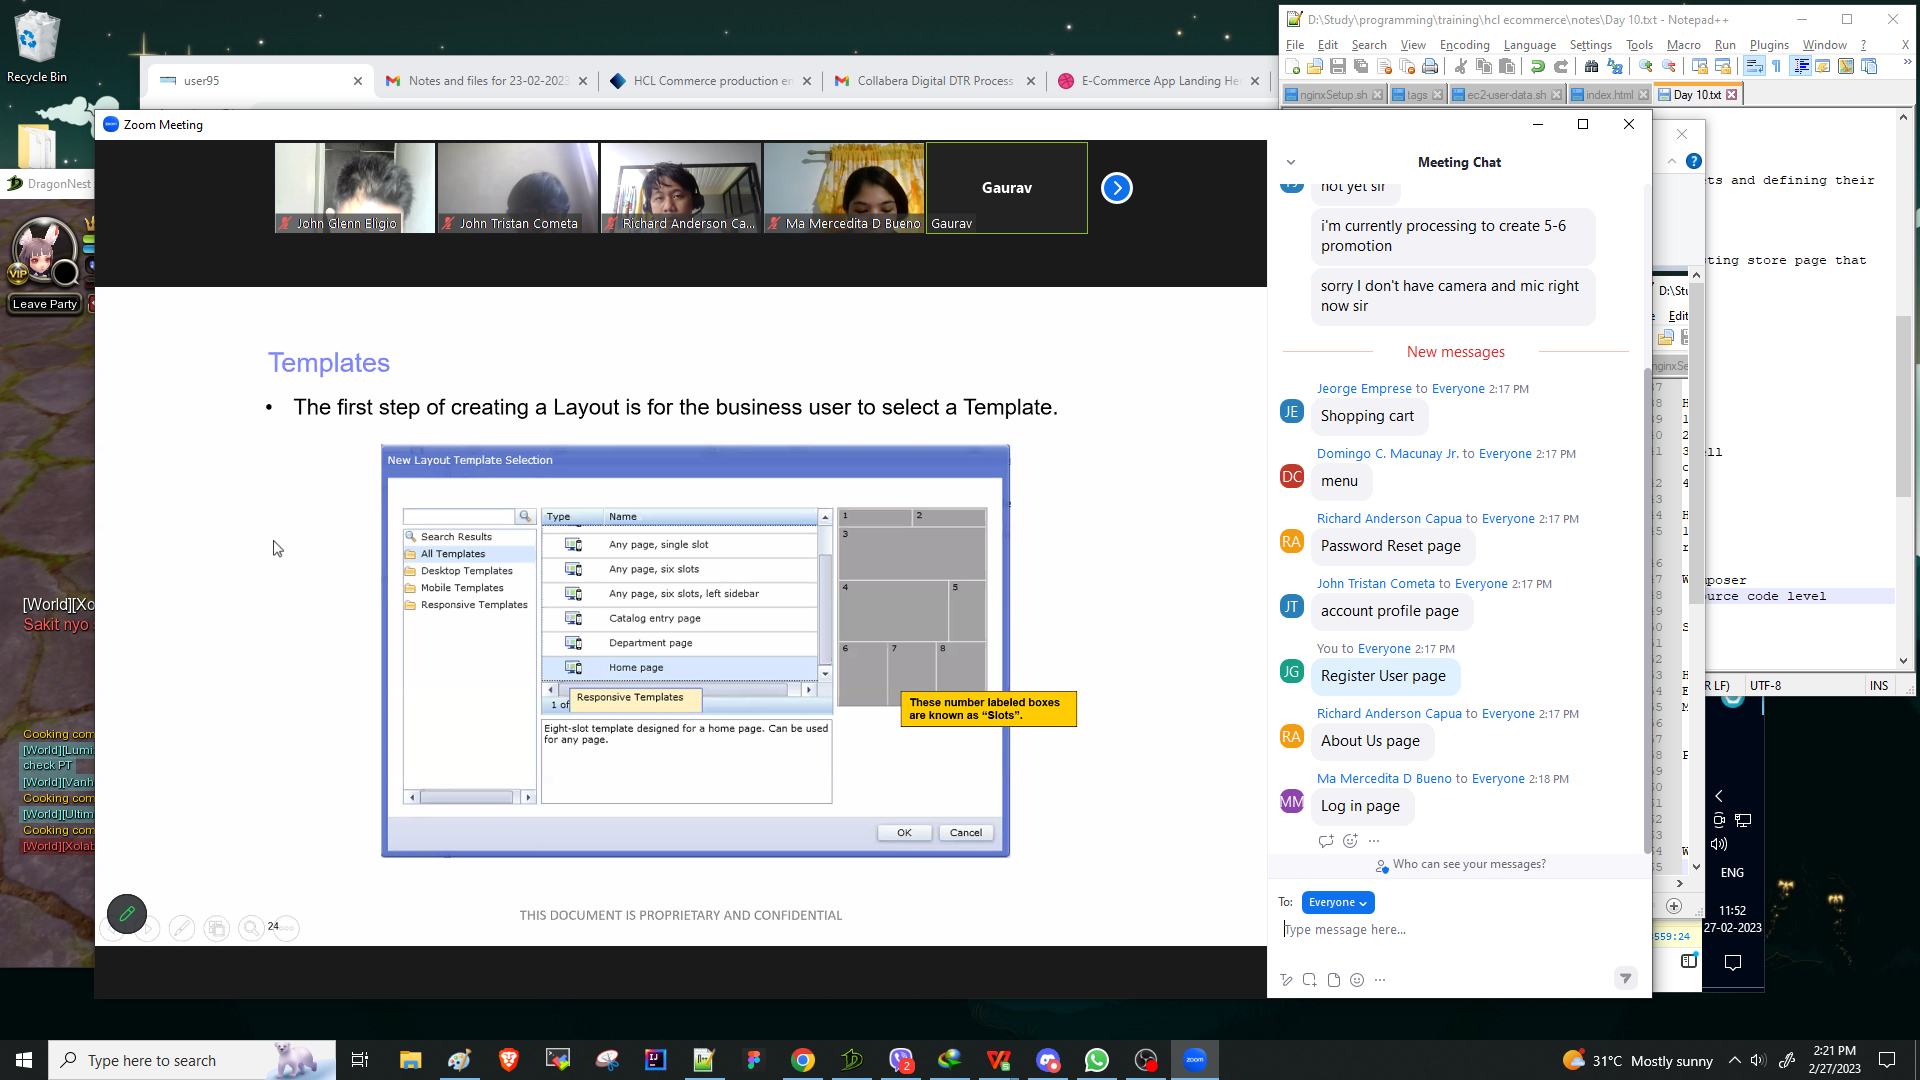 Recycle Bin
user95
Notes and files for 23-02-2023
HCL Commerce production en
Collabera Digital DTR Process
E-Commerce App Landing He
D:\Study\programming\training\hcl ecommerce\notes\Day 10.txt - Notepad++
File Edit Search View Encoding Language Settings Tools Macro Run Plugins Window ?
X
nginxSetup.sh
tags
ec2-user-data.sh
index.html
Day 10.txt
ets and defining their
sting store page that
D:\Stu
Edit
ell
mposer
ource code level
R LF)
UTF-8
INS
DragonNest
VIP
Leave Party
[World][Xo
Sakit nyo
Cooking com
[World][Lumi
check PT
[World][Vanh
Cooking com
[World][Ultim
Cooking com
[World][Xolab
Zoom Meeting
John Glenn Eligio
John Tristan Cometa
Richard Anderson Ca...
Ma Mercedita D Bueno
Gaurav
Gaurav
Templates
• The first step of creating a Layout is for the business user to select a Template.
New Layout Template Selection
Search Results
All Templates
Desktop Templates
Mobile Templates
Responsive Templates
Type Name
Any page, single slot
Any page, six slots
Any page, six slots, left sidebar
Catalog entry page
Department page
Home page
1 of
Responsive Templates
Eight-slot template designed for a home page. Can be used
for any page.
1 2
3
4 5
6 7 8
These number labeled boxes
are known as “Slots”.
OK
Cancel
THIS DOCUMENT IS PROPRIETARY AND CONFIDENTIAL
24
Meeting Chat
not yet sir
i'm currently processing to create 5-6
promotion
sorry I don't have camera and mic right
now sir
New messages
Jeorge Emprese to Everyone 2:17 PM
JE
Shopping cart
Domingo C. Macunay Jr. to Everyone 2:17 PM
DC
menu
Richard Anderson Capua to Everyone 2:17 PM
RA
Password Reset page
John Tristan Cometa to Everyone 2:17 PM
JT
account profile page
You to Everyone 2:17 PM
JG
Register User page
Richard Anderson Capua to Everyone 2:17 PM
RA
About Us page
Ma Mercedita D Bueno to Everyone 2:18 PM
MM
Log in page
Who can see your messages?
To: Everyone
Type message here...
ENG
11:52
27-02-2023
559:24
Type here to search
31°C Mostly sunny
2:21 PM
2/27/2023